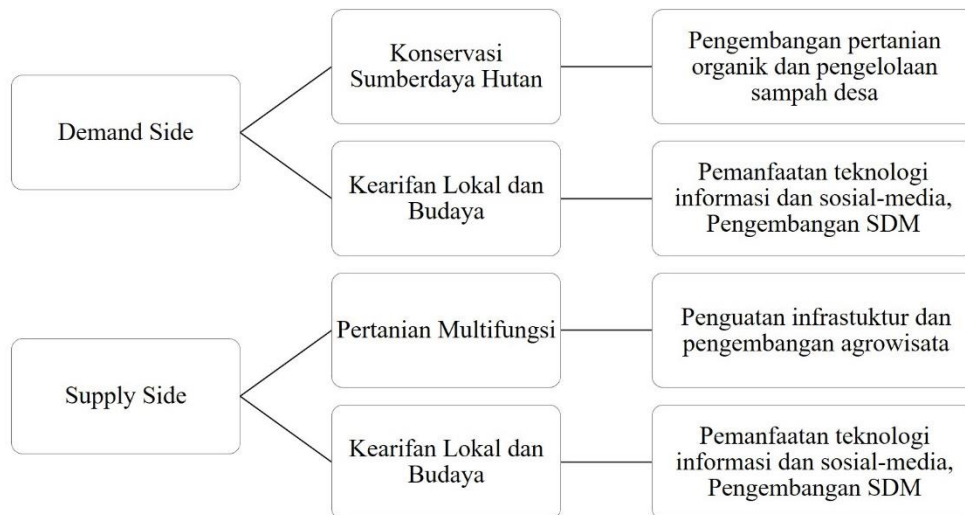 Demand Side
Konservasi
Sumberdaya Hutan
Pengembangan pertanian
organik dan pengelolaan
sampah desa
Kearifan Lokal dan
Budaya
Pemanfaatan teknologi
informasi dan sosial-media,
Pengembangan SDM
Supply Side
Pertanian Multifungsi
Penguatan infrastuktur dan
pengembangan agrowisata
Kearifan Lokal dan
Budaya
Pemanfaatan teknologi
informasi dan sosial-media,
Pengembangan SDM